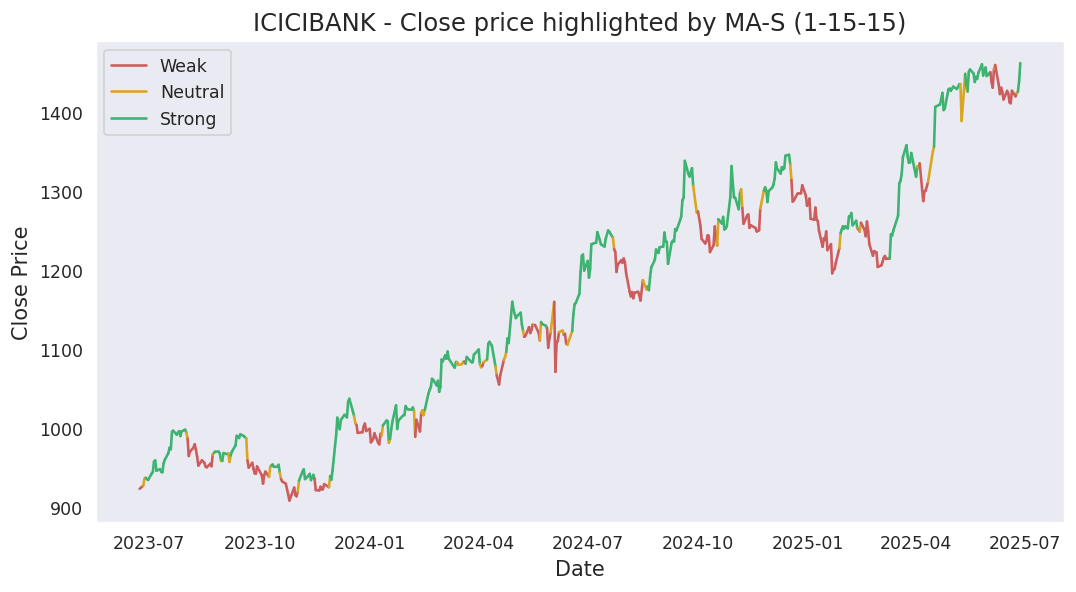 ICICIBANK - Close price highlighted by MA-S (1-15-15)
Weak
Neutral
Strong
Close Price
1400
1300
1200
1100
1000
900
2023-07 2023-10 2024-01 2024-04 2024-07 2024-10 2025-01 2025-04 2025-07
Date